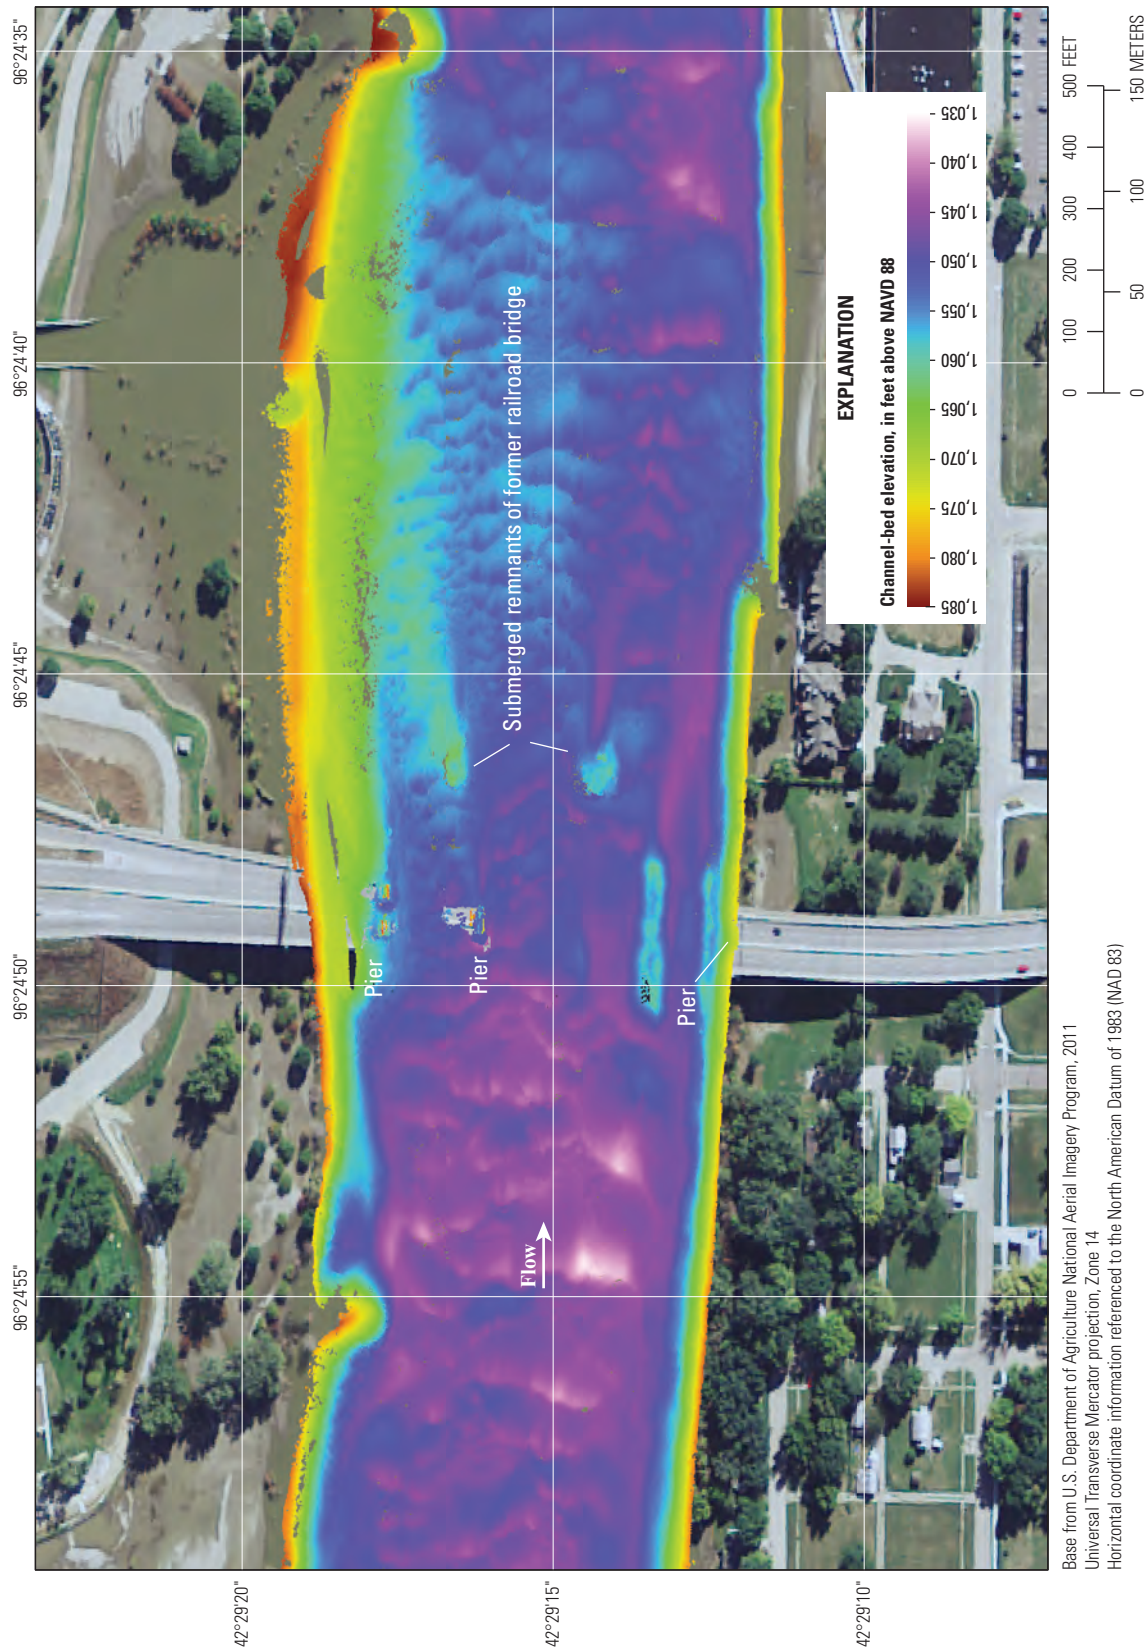 96°24'55"
96°24'50"
96°24'45"
96°24'40"
96°24'35"
42°29'20"
42°29'15"
42°29'10"
Pier
Pier
Pier
Flow
Submerged remnants of former railroad bridge
EXPLANATION
Channel-bed elevation, in feet above NAVD 88
1,085
1,080
1,075
1,070
1,065
1,060
1,055
1,050
1,045
1,040
1,035
Base from U.S. Department of Agriculture National Aerial Imagery Program, 2011
Universal Transverse Mercator projection, Zone 14
Horizontal coordinate information referenced to the North American Datum of 1983 (NAD 83)
0 100 200 300 400 500 FEET
0 50 100 150 METERS